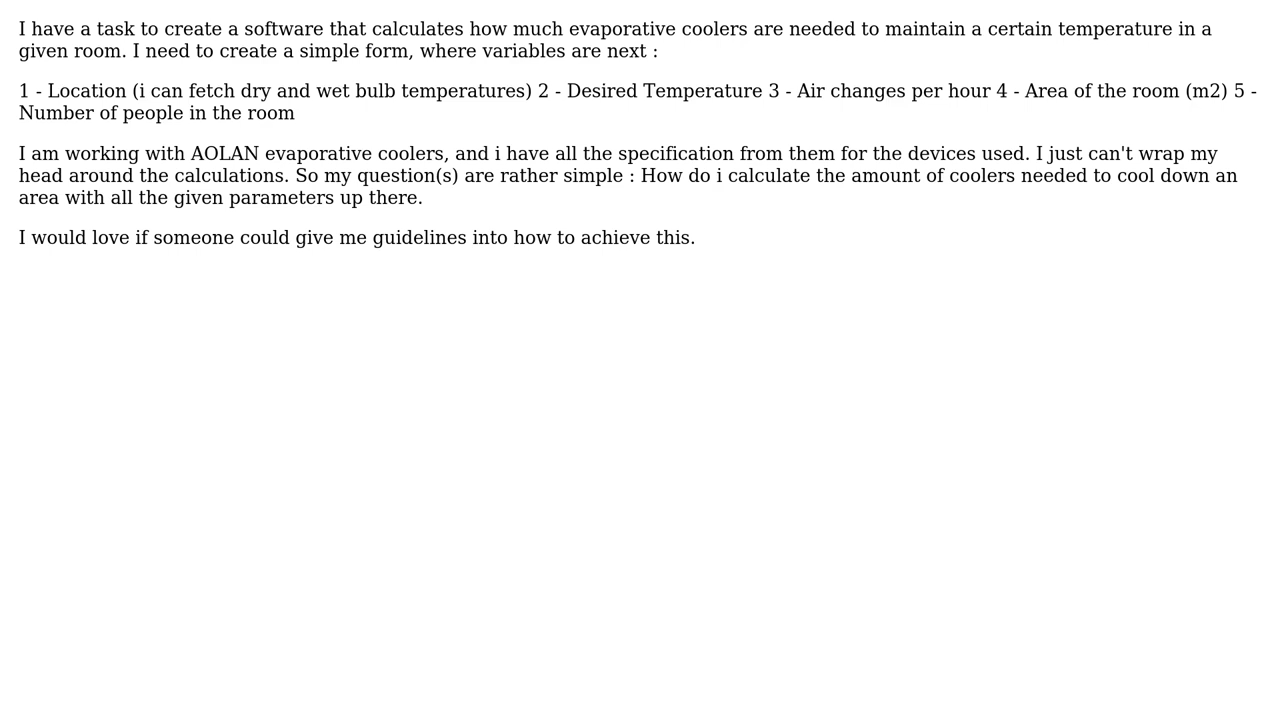 I have a task to create a software that calculates how much evaporative coolers are needed to maintain a certain temperature in a
given room. I need to create a simple form, where variables are next :
1 - Location (i can fetch dry and wet bulb temperatures) 2 - Desired Temperature 3 - Air changes per hour 4 - Area of the room (m2) 5 -
Number of people in the room
I am working with AOLAN evaporative coolers, and i have all the specification from them for the devices used. I just can't wrap my
head around the calculations. So my question(s) are rather simple : How do i calculate the amount of coolers needed to cool down an
area with all the given parameters up there.
I would love if someone could give me guidelines into how to achieve this.